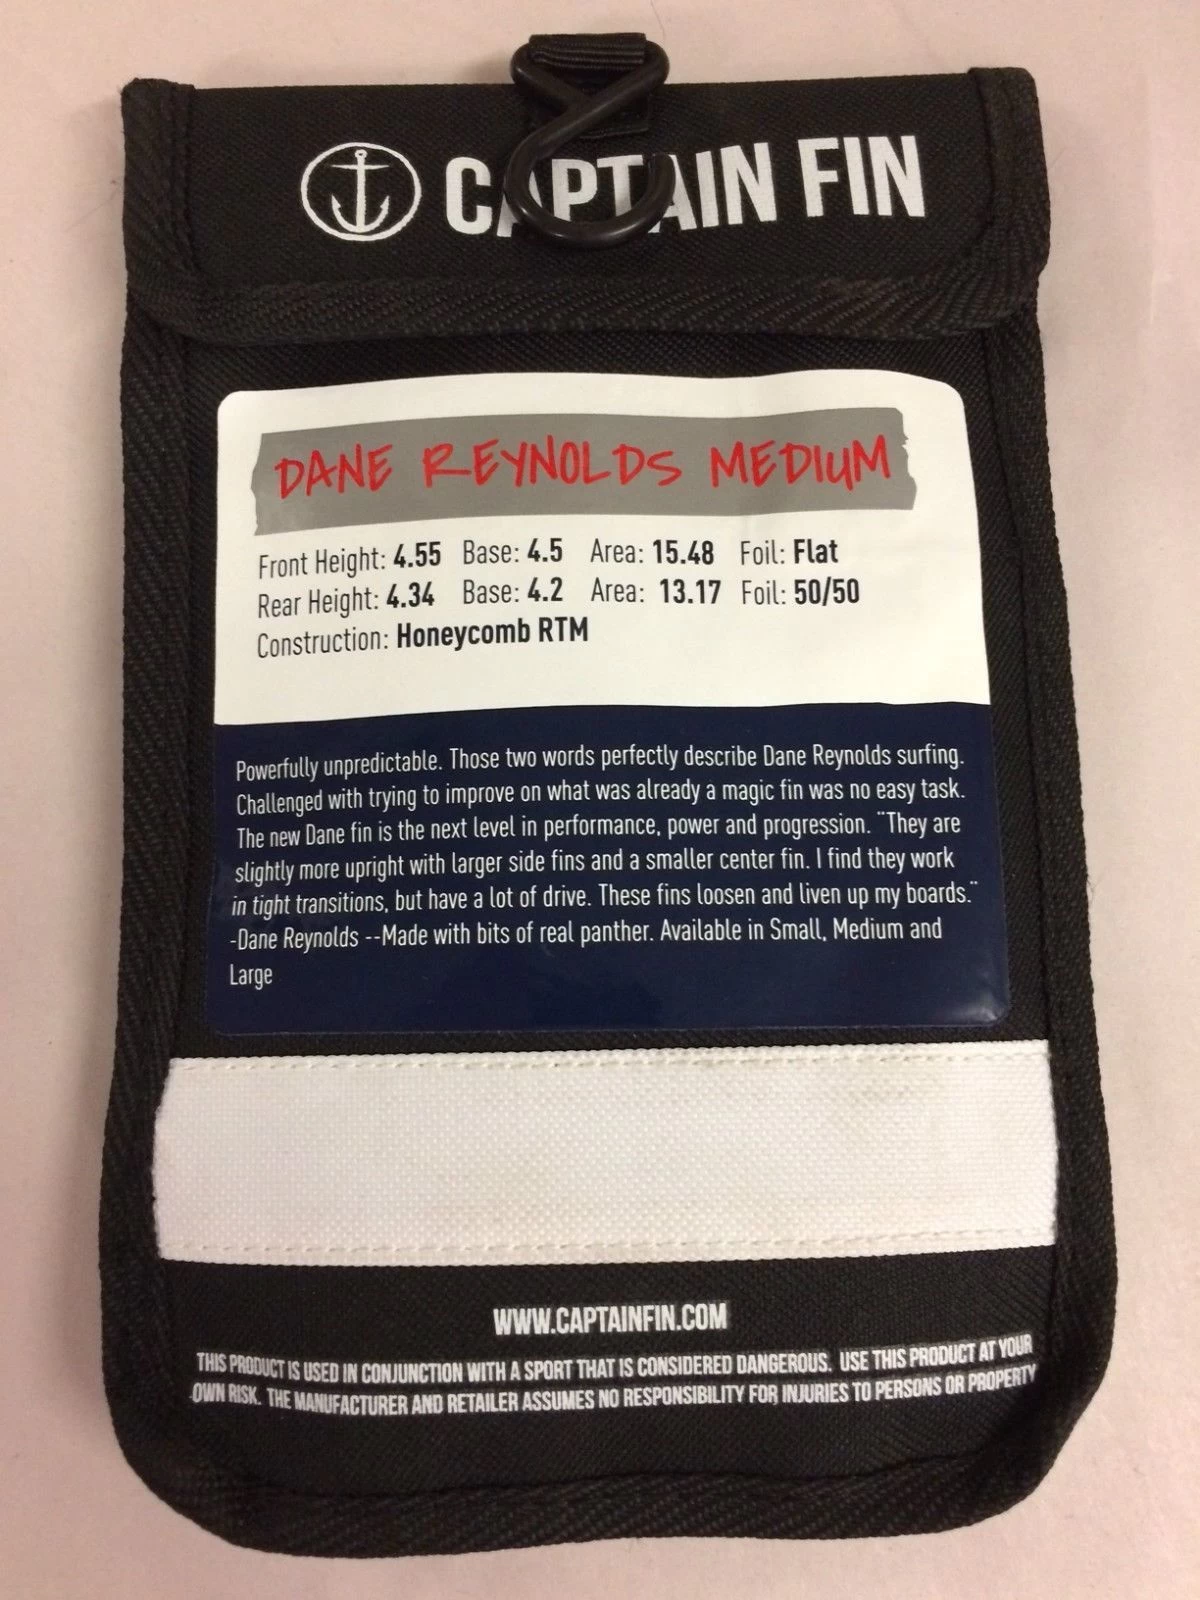 CAPTAIN FIN
DANE REYNOLDS MEDIUM
Front Height: 4.55 Base: 4.5 Area: 15.48 Foil: Flat
Rear Height: 4.34 Base: 4.2 Area: 13.17 Foil: 50/50
Construction: Honeycomb RTM
Powerfully unpredictable. Those two words perfectly describe Dane Reynolds surfing.
Challenged with trying to improve on what was already a magic fin was no easy task.
The new Dane fin is the next level in performance, power and progression. "They are
slightly more upright with larger side fins and a smaller center fin. I find they work
in tight transitions, but have a lot of drive. These fins loosen and liven up my boards."
-Dane Reynolds --Made with bits of real panther. Available in Small, Medium and
Large
WWW.CAPTAINFIN.COM
THIS PRODUCT IS USED IN CONJUNCTION WITH A SPORT THAT IS CONSIDERED DANGEROUS. USE THIS PRODUCT AT YOUR
OWN RISK. THE MANUFACTURER AND RETAILER ASSUMES NO RESPONSIBILITY FOR INJURIES TO PERSONS OR PROPERTY